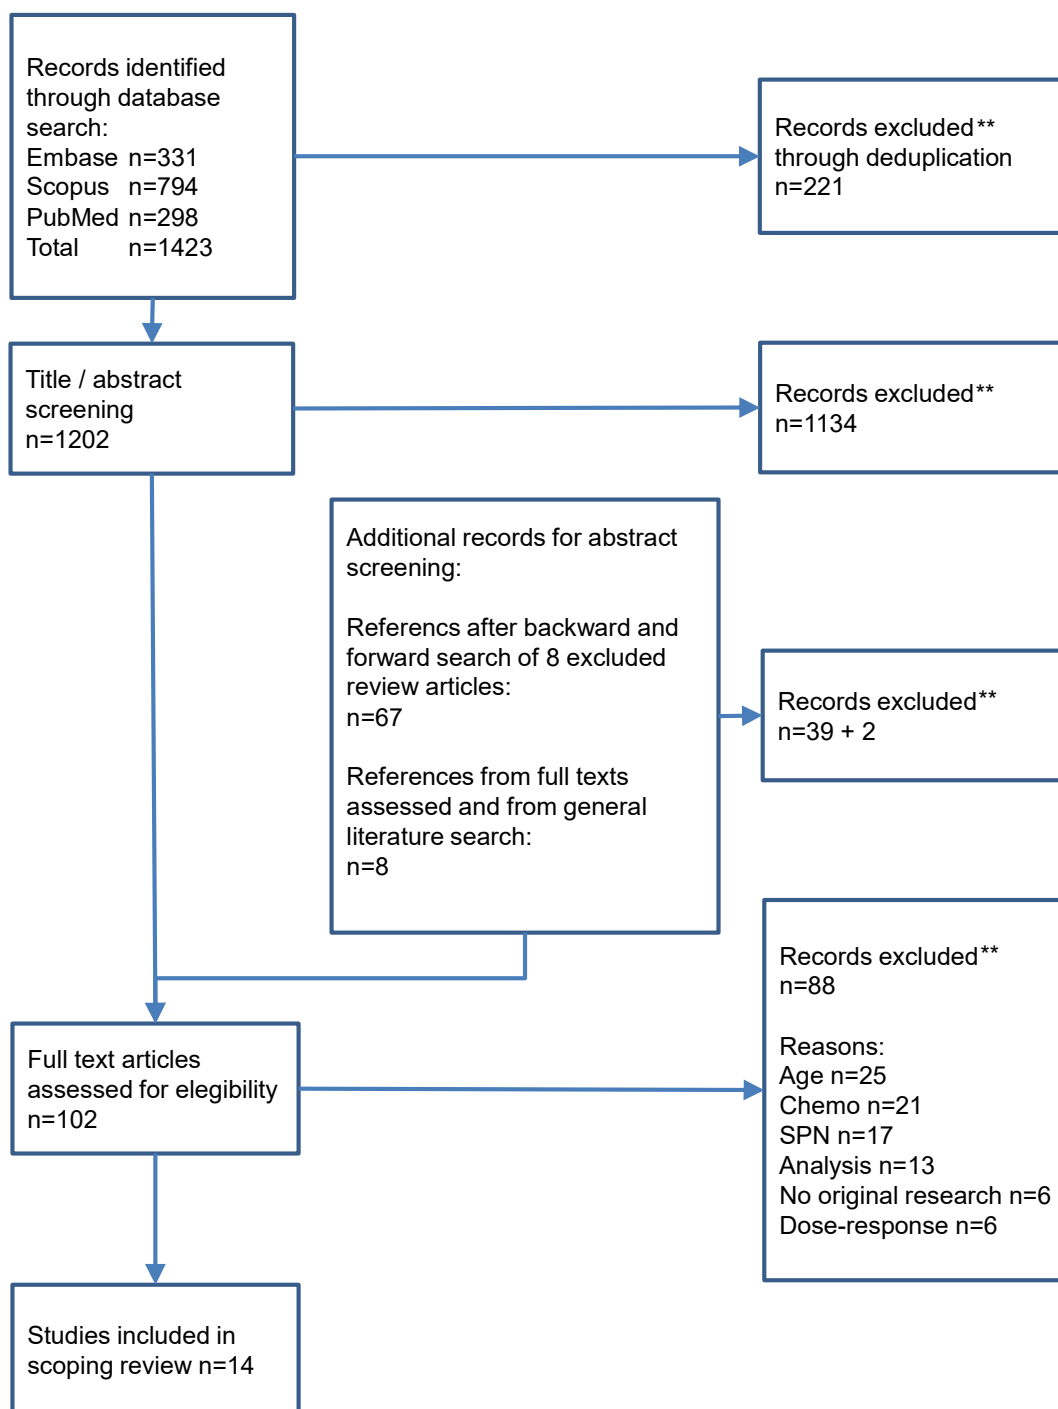 Records identified
through database
search:
Embase n=331
Scopus n=794
PubMed n=298
Total n=1423
Records excluded**
through deduplication
n=221
Title / abstract
screening
n=1202
Records excluded**
n=1134
Additional records for abstract
screening:
Referencs after backward and
forward search of 8 excluded
review articles:
n=67
References from full texts
assessed and from general
literature search:
n=8
Records excluded**
n=39 + 2
Full text articles
assessed for elegibility
n=102
Records excluded**
n=88
Reasons:
Age n=25
Chemo n=21
SPN n=17
Analysis n=13
No original research n=6
Dose-response n=6
Studies included in
scoping review n=14